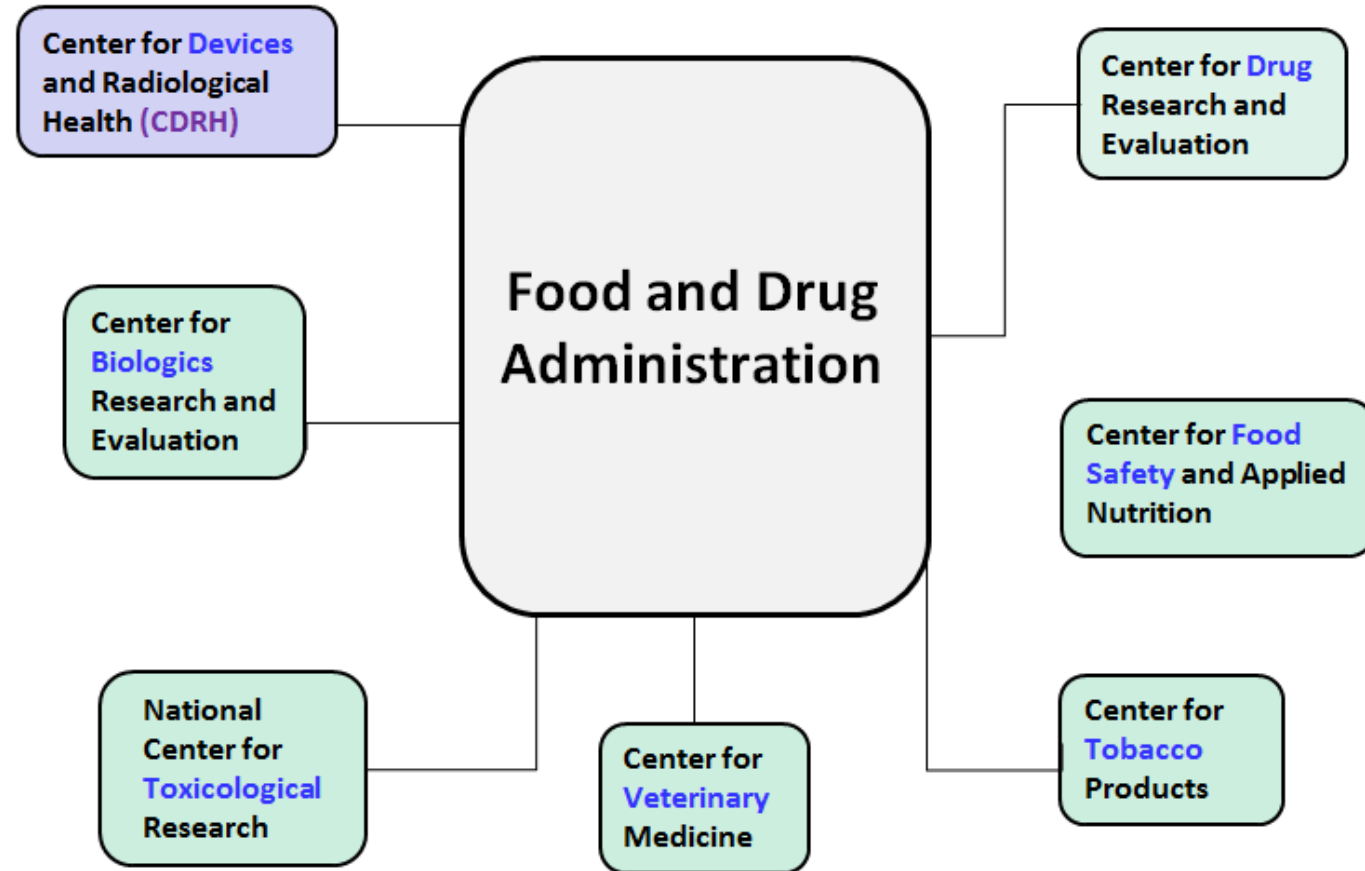 Center for Devices
and Radiological
Health (CDRH)
Center for Drug
Research and
Evaluation
Food and Drug
Administration
Center for
Biologics
Research and
Evaluation
Center for Food
Safety and Applied
Nutrition
National
Center for
Toxicological
Research
Center for
Veterinary
Medicine
Center for
Tobacco
Products